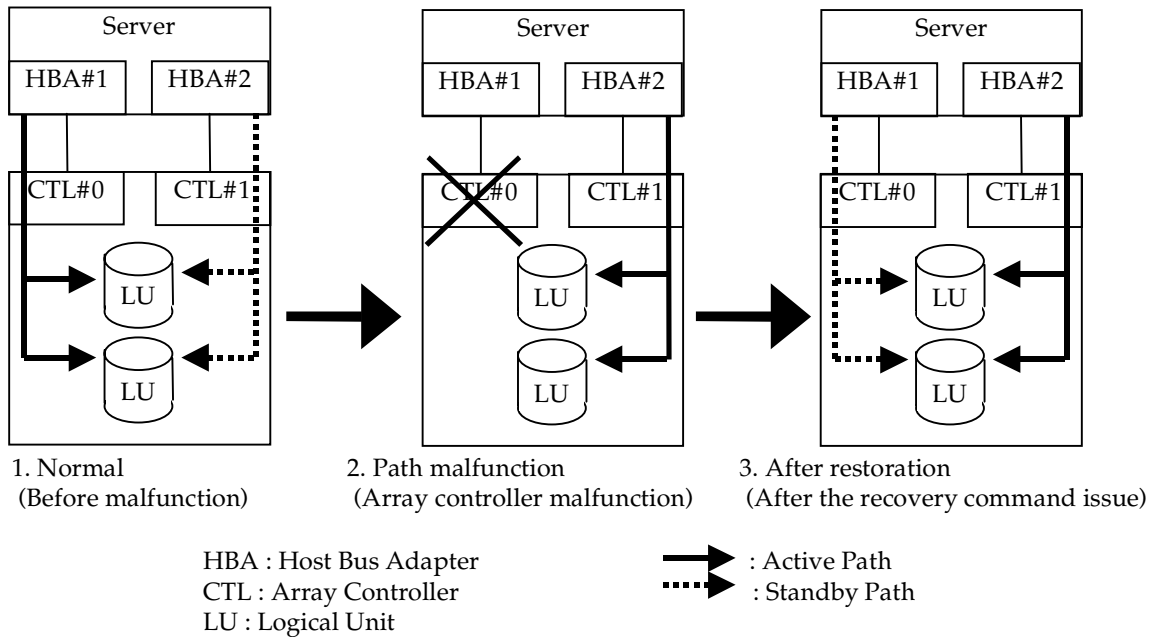 Server
HBA#1 HBA#2
CTL#0 CTL#1
LU
LU
1. Normal
(Before malfunction)
Server
HBA#1 HBA#2
CTL#0 CTL#1
LU
LU
2. Path malfunction
(Array controller malfunction)
Server
HBA#1 HBA#2
CTL#0 CTL#1
LU
LU
3. After restoration
(After the recovery command issue)
HBA : Host Bus Adapter
CTL : Array Controller
LU : Logical Unit
: Active Path
: Standby Path